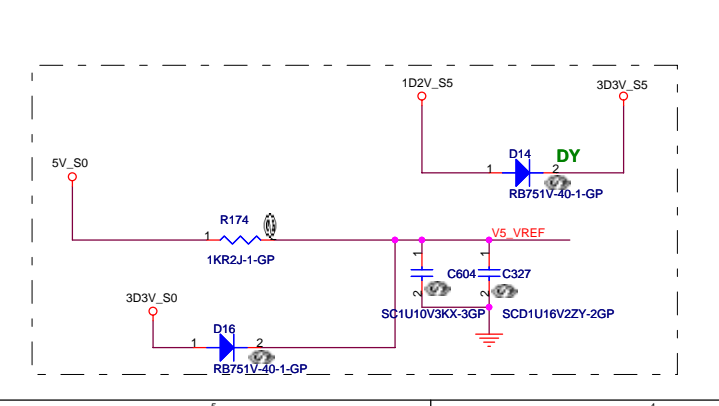 1D2V_S5
3D3V_S5
D14
DY
1
2
RB751V-40-1-GP
5V_S0
R174
1
1KR2J-1-GP
V5_VREF
1
1
C604
C327
2
2
SC1U10V3KX-3GP
SCD1U16V2ZY-2GP
3D3V_S0
D16
1
2
RB751V-40-1-GP